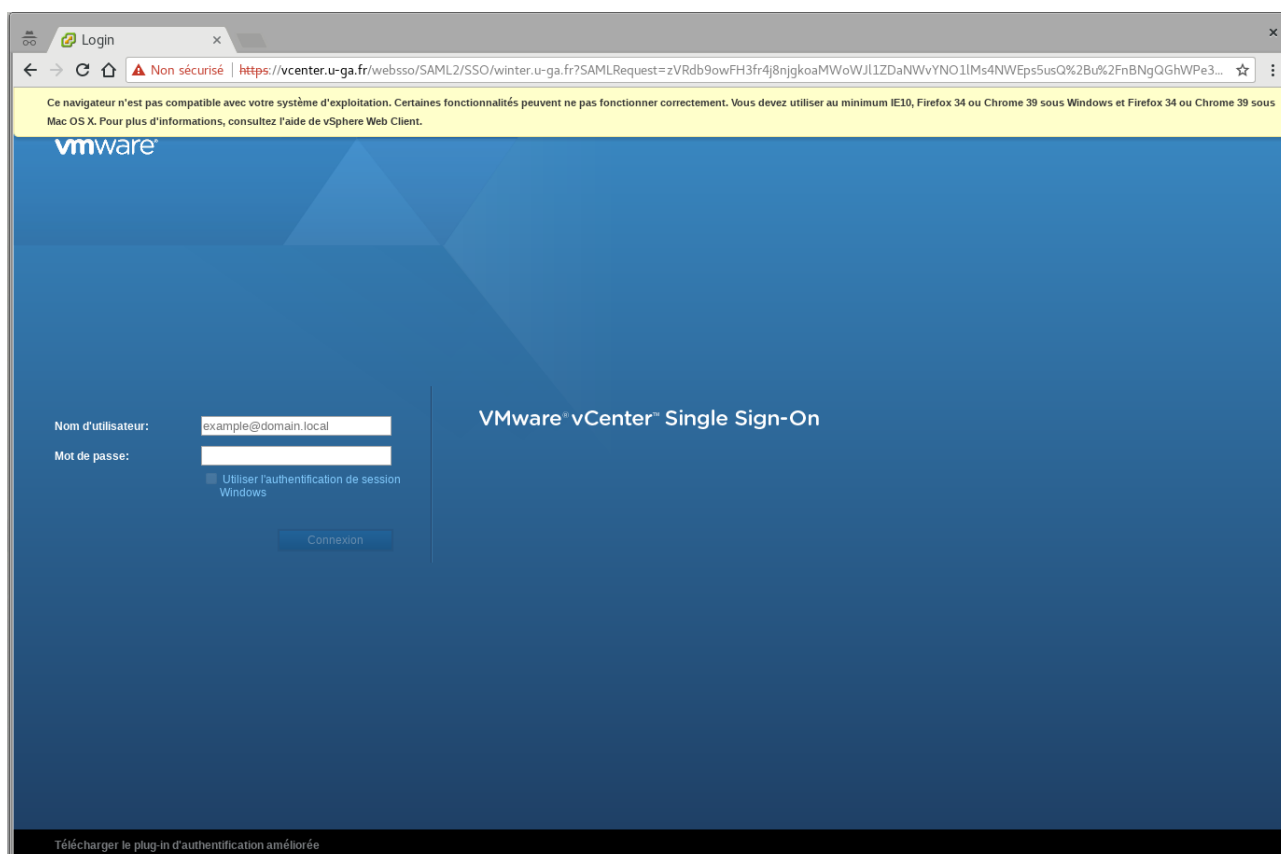 Login
Non sécurisé | https://vcenter.u-ga.fr/websso/SAML2/SSO/winter.u-ga.fr?SAMLRequest=zVRdb9owFH3fr4j8njgkoaMWoWJl1ZDaNWvYNO1lMs4NWEps5usQ%2Bu%2FnBNgQGhWPe3...
Ce navigateur n'est pas compatible avec votre système d'exploitation. Certaines fonctionnalités peuvent ne pas fonctionner correctement. Vous devez utiliser au minimum IE10, Firefox 34 ou Chrome 39 sous Windows et Firefox 34 ou Chrome 39 sous
Mac OS X. Pour plus d'informations, consultez l'aide de vSphere Web Client.
vmware®
VMware® vCenter™ Single Sign-On
Nom d'utilisateur: example@domain.local
Mot de passe:
Utiliser l'authentification de session
Windows
Connexion
Télécharger le plug-in d'authentification améliorée